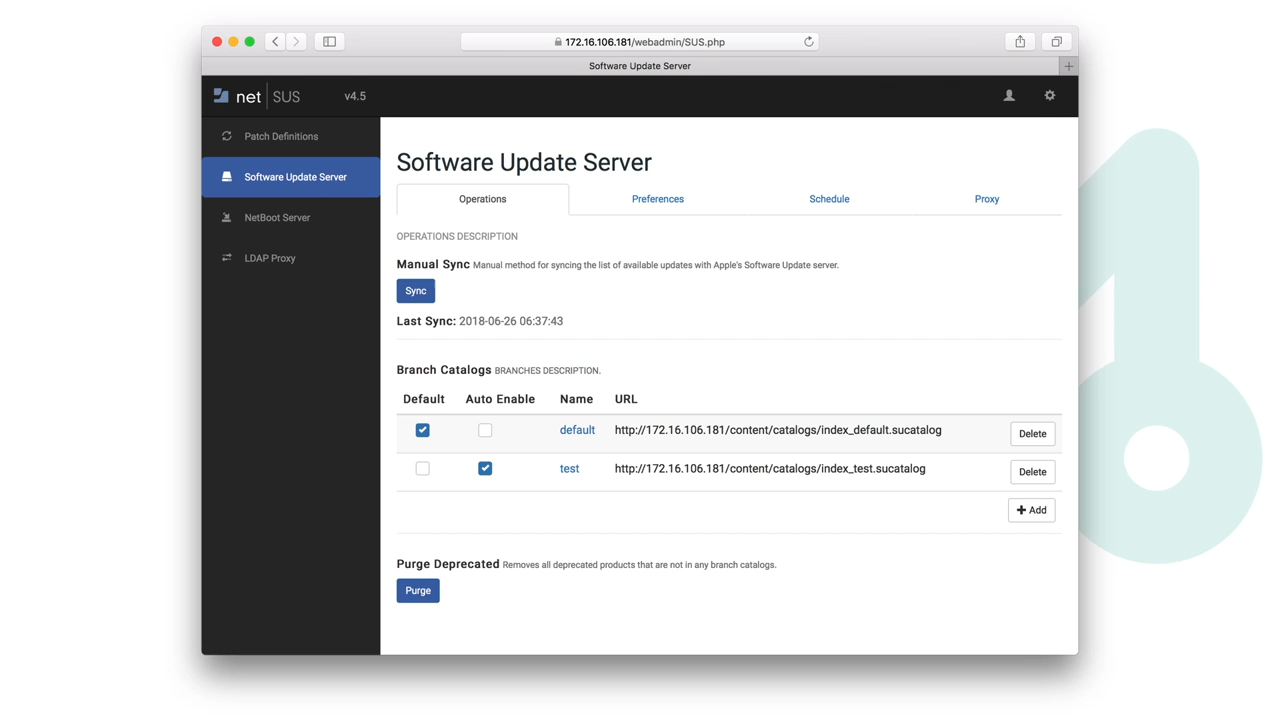 172.16.106.181/webadmin/SUS.php
Software Update Server
net SUS v4.5
Patch Definitions
Software Update Server
NetBoot Server
LDAP Proxy
Software Update Server
Operations Preferences Schedule Proxy
OPERATIONS DESCRIPTION
Manual Sync Manual method for syncing the list of available updates with Apple's Software Update server.
Sync
Last Sync: 2018-06-26 06:37:43
Branch Catalogs BRANCHES DESCRIPTION.
Default Auto Enable Name URL
default http://172.16.106.181/content/catalogs/index_default.sucatalog Delete
test http://172.16.106.181/content/catalogs/index_test.sucatalog Delete
+ Add
Purge Deprecated Removes all deprecated products that are not in any branch catalogs.
Purge